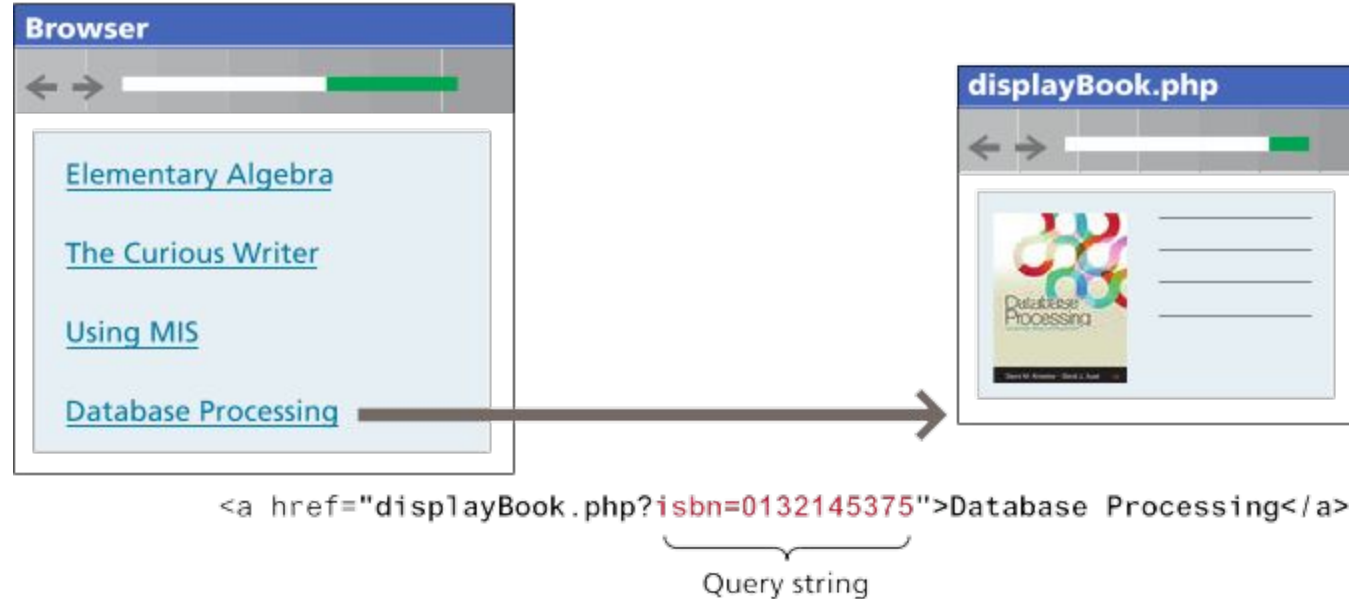 Browser
Elementary Algebra
The Curious Writer
Using MIS
Database Processing
displayBook.php
Database
Processing
<a href="displayBook.php?isbn=0132145375">Database Processing</a>
Query string